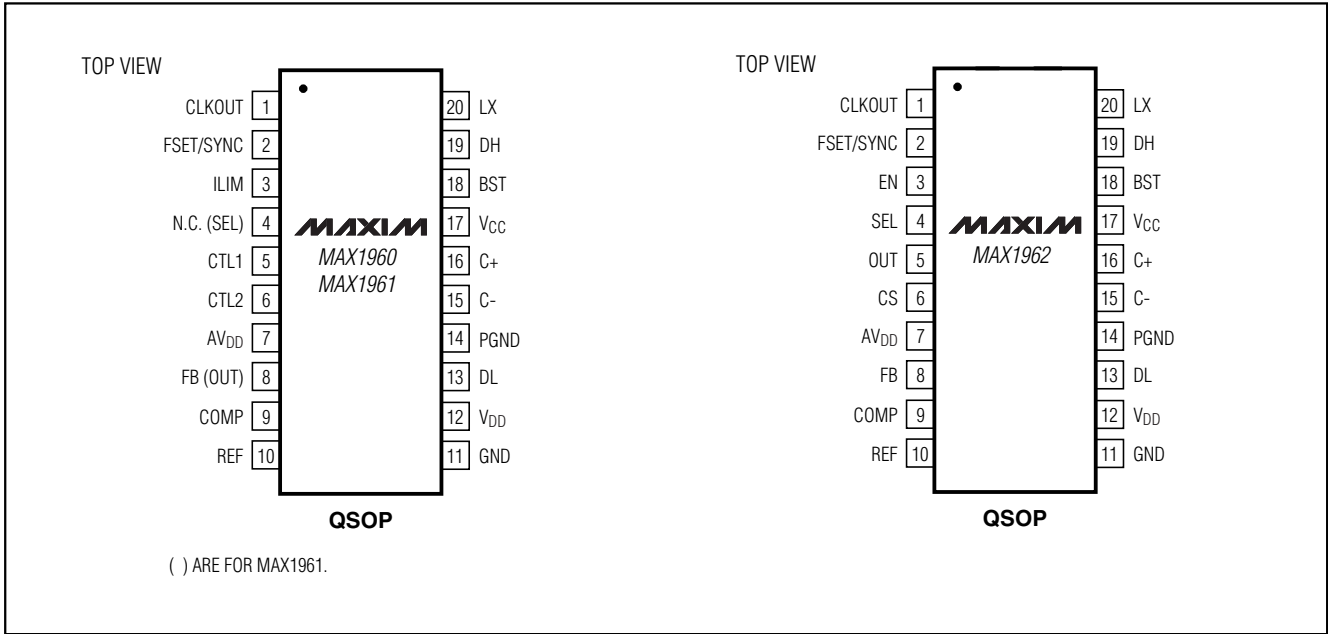 TOP VIEW
CLKOUT 1
FSET/SYNC 2
ILIM 3
N.C. (SEL) 4
CTL1 5
CTL2 6
AVDD 7
FB (OUT) 8
COMP 9
REF 10
MAXIM
MAX1960
MAX1961
20 LX
19 DH
18 BST
17 VCC
16 C+
15 C-
14 PGND
13 DL
12 VDD
11 GND
QSOP
( ) ARE FOR MAX1961.
TOP VIEW
CLKOUT 1
FSET/SYNC 2
EN 3
SEL 4
OUT 5
CS 6
AVDD 7
FB 8
COMP 9
REF 10
MAXIM
MAX1962
20 LX
19 DH
18 BST
17 VCC
16 C+
15 C-
14 PGND
13 DL
12 VDD
11 GND
QSOP